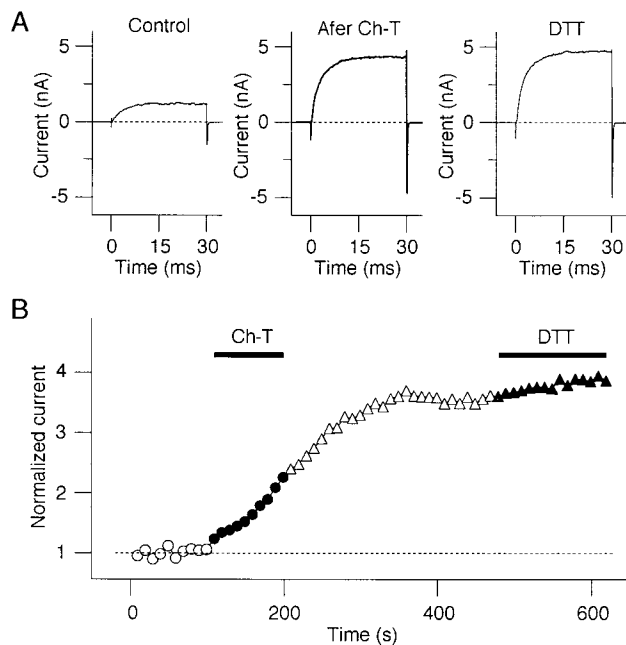 A
Control
Afer Ch-T
DTT
Current (nA)
5
0
-5
0
15
30
Time (ms)
Current (nA)
5
0
-5
0
15
30
Time (ms)
Current (nA)
5
0
-5
0
15
30
Time (ms)
B
Ch-T
DTT
Normalized current
4
3
2
1
0
200
400
600
Time (s)